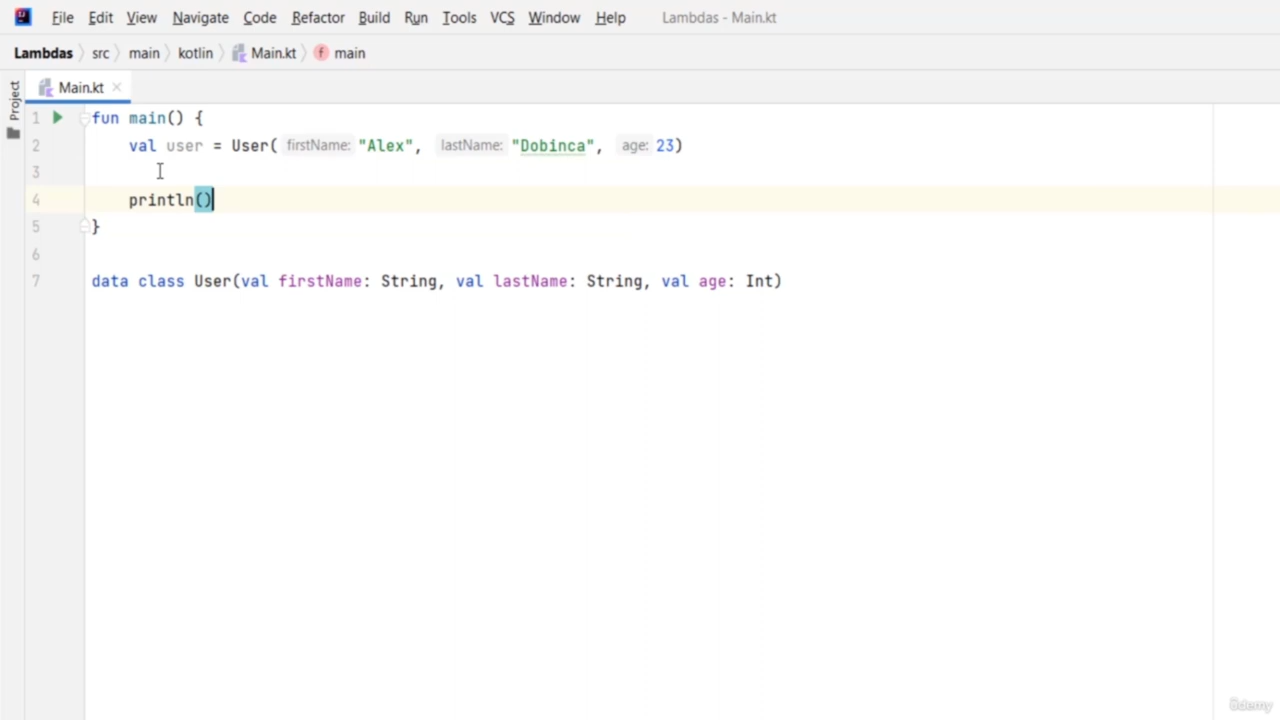 File Edit View Navigate Code Refactor Build Run Tools VCS Window Help Lambdas - Main.kt
Lambdas src main kotlin Main.kt f main
Project
Main.kt
1 fun main() {
2 val user = User( firstName: "Alex", lastName: "Dobinca", age: 23)
3
4 println()
5 }
6
7 data class User(val firstName: String, val lastName: String, val age: Int)
ûdemy